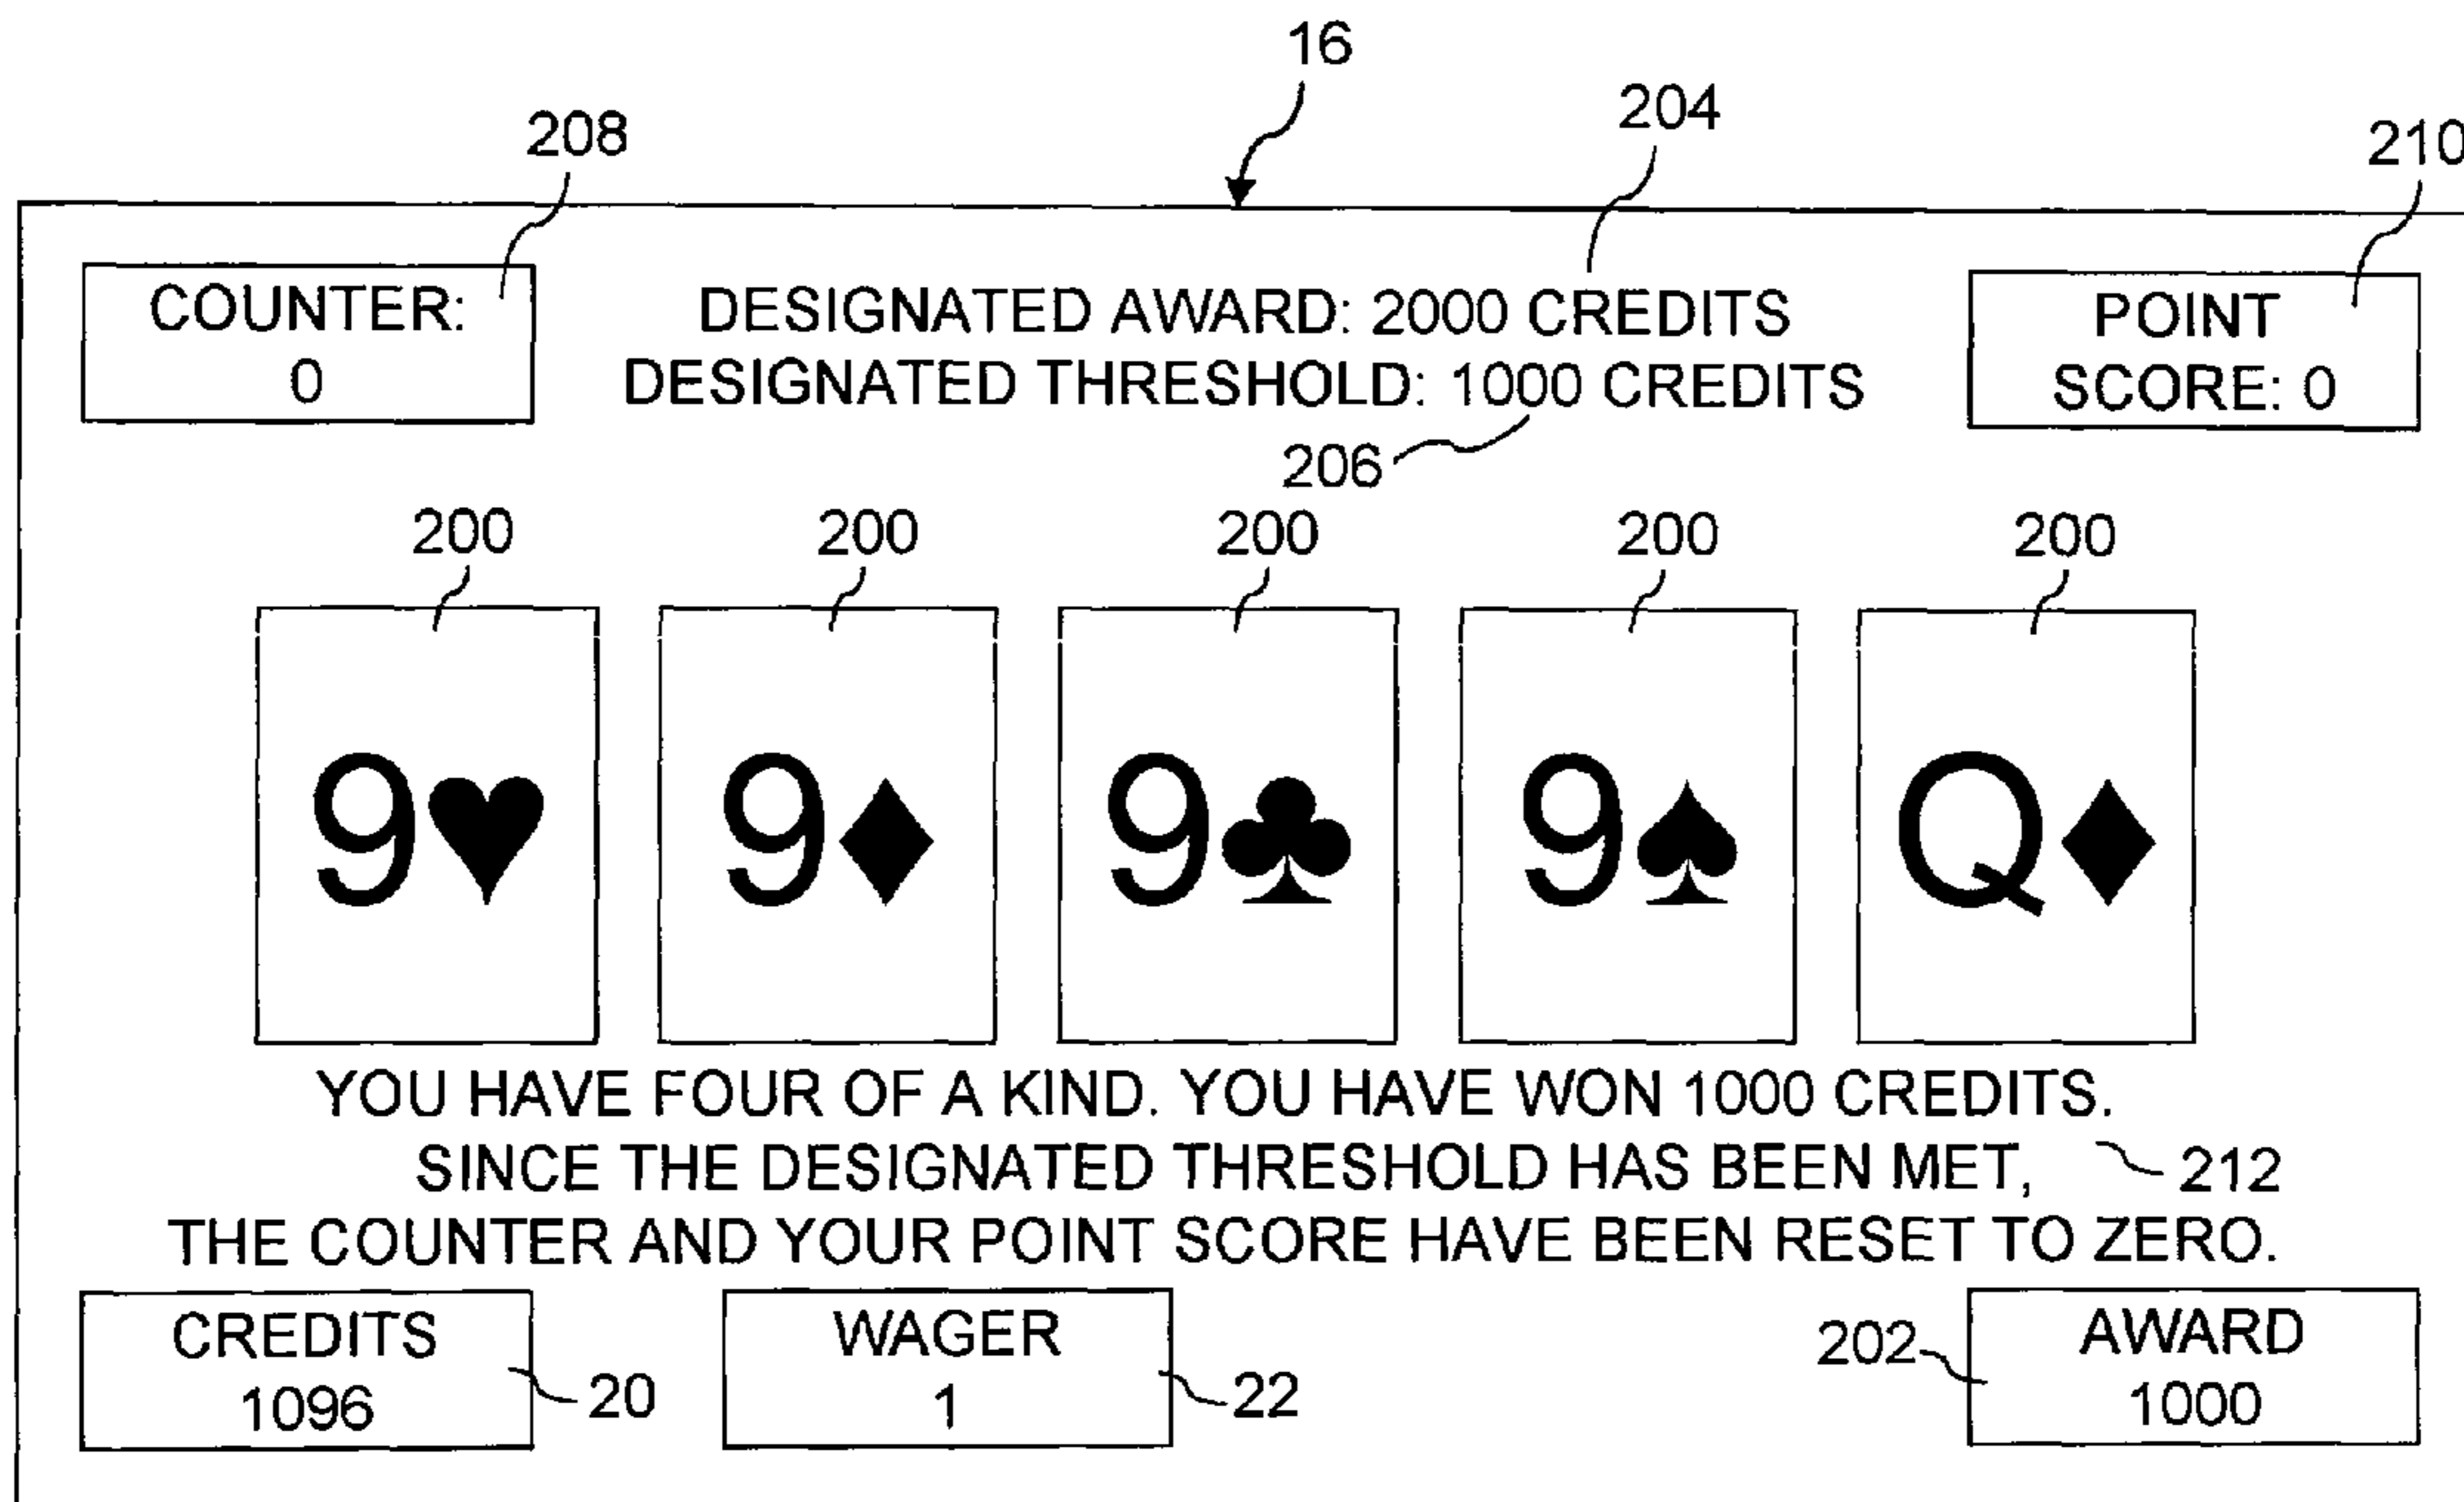 16
204
208
210
COUNTER:
0
DESIGNATED AWARD: 2000 CREDITS
DESIGNATED THRESHOLD: 1000 CREDITS
POINT
SCORE: 0
206
200 200 200 200 200
9♥ 9♦ 9♣ 9♠ Q♦
YOU HAVE FOUR OF A KIND. YOU HAVE WON 1000 CREDITS.
SINCE THE DESIGNATED THRESHOLD HAS BEEN MET,
212
THE COUNTER AND YOUR POINT SCORE HAVE BEEN RESET TO ZERO.
CREDITS
1096
20
WAGER
1
22
202
AWARD
1000